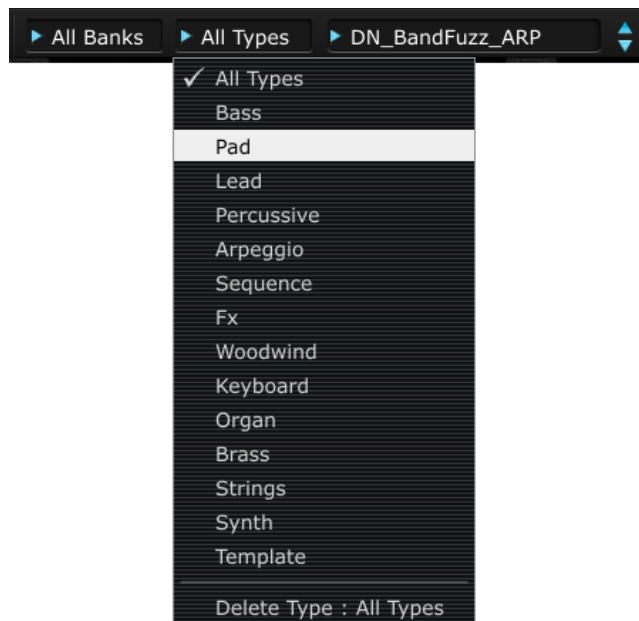 All Banks All Types DN_BandFuzz_ARP
All Types
Bass
Pad
Lead
Percussive
Arpeggio
Sequence
Fx
Woodwind
Keyboard
Organ
Brass
Strings
Synth
Template
Delete Type : All Types